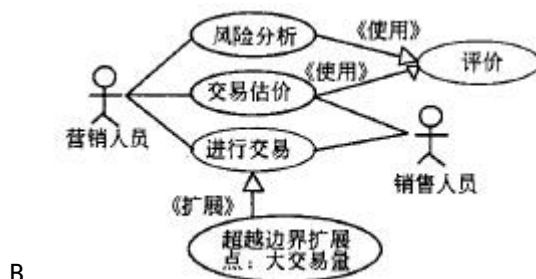 风险分析
《使用》
评价
交易估价
《使用》
营销人员
进行交易
销售人员
《扩展》
超越边界扩展
点：大交易量
B